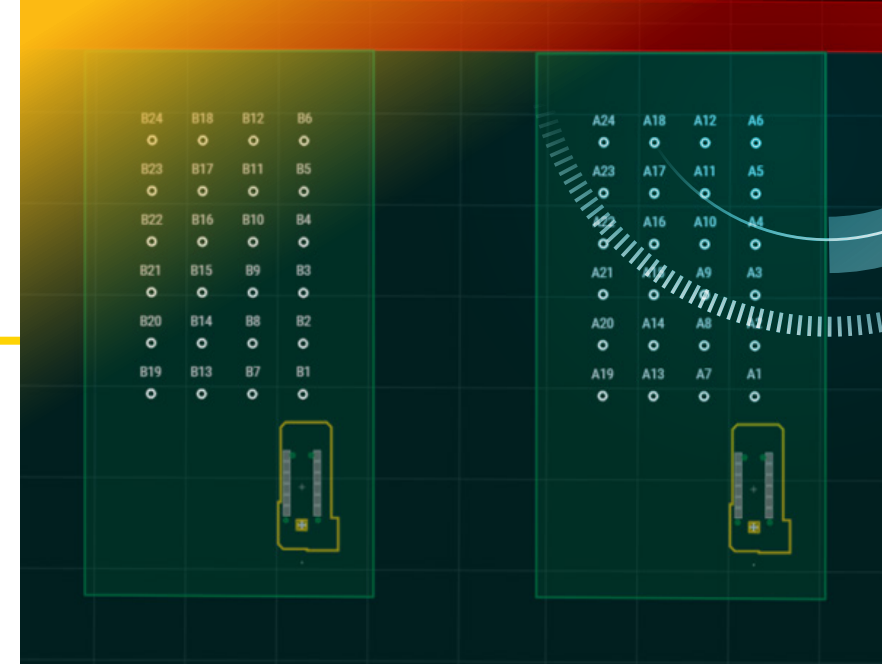 B24 B18 B12 B6 A24 A18 A12 A6
B23 B17 B11 B5 A23 A17 A11 A5
B22 B16 B10 B4 A16 A10 A4
B21 B15 B9 B3 A21 A9 A3
B20 B14 B8 B2 A20 A14 A8
B19 B13 B7 B1 A19 A13 A7 A1